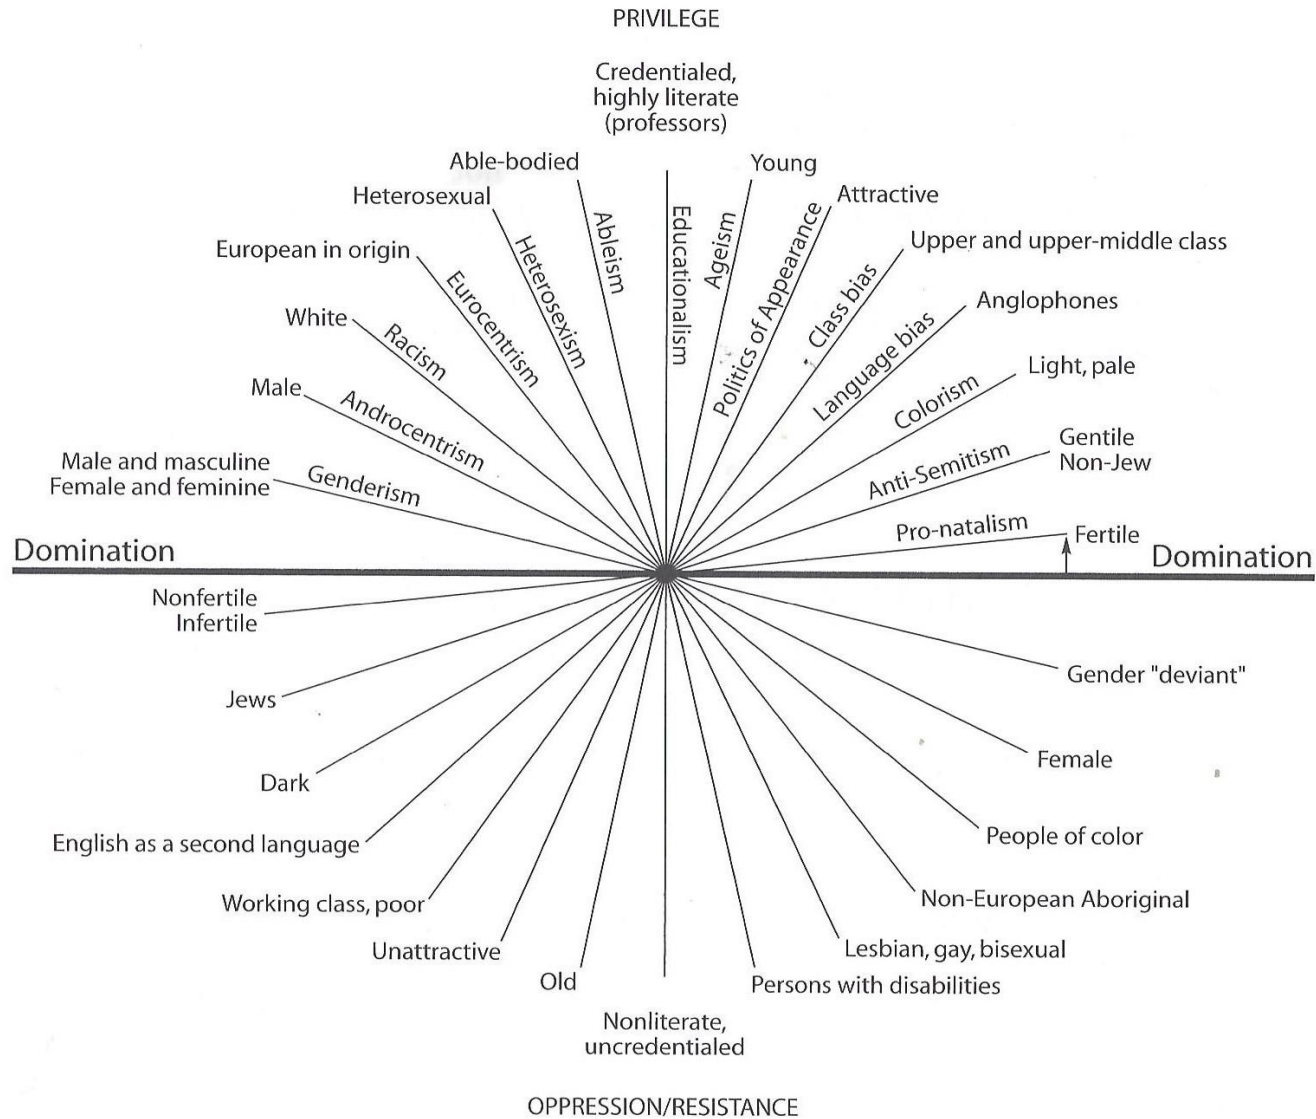 PRIVILEGE
Credentialed,
highly literate
(professors)
Able-bodied
Young
Heterosexual
Attractive
European in origin
Upper and upper-middle class
White
Anglophones
Male
Light, pale
Male and masculine
Female and feminine
Gentile
Non-Jew
Fertile
Genderism
Androcentrism
Racism
Eurocentrism
Heterosexism
Ableism
Educationalism
Ageism
Politics of Appearance
Class bias
Language bias
Colorism
Anti-Semitism
Pro-natalism
Domination
Domination
Nonfertile
Infertile
Gender "deviant"
Jews
Female
Dark
People of color
English as a second language
Non-European Aboriginal
Working class, poor
Lesbian, gay, bisexual
Unattractive
Persons with disabilities
Old
Nonliterate,
uncredentialed
OPPRESSION/RESISTANCE